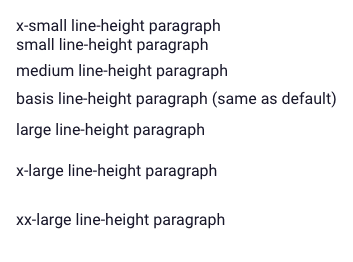 x-small line-height paragraph
small line-height paragraph
medium line-height paragraph
basis line-height paragraph (same as default)
large line-height paragraph
x-large line-height paragraph
xx-large line-height paragraph